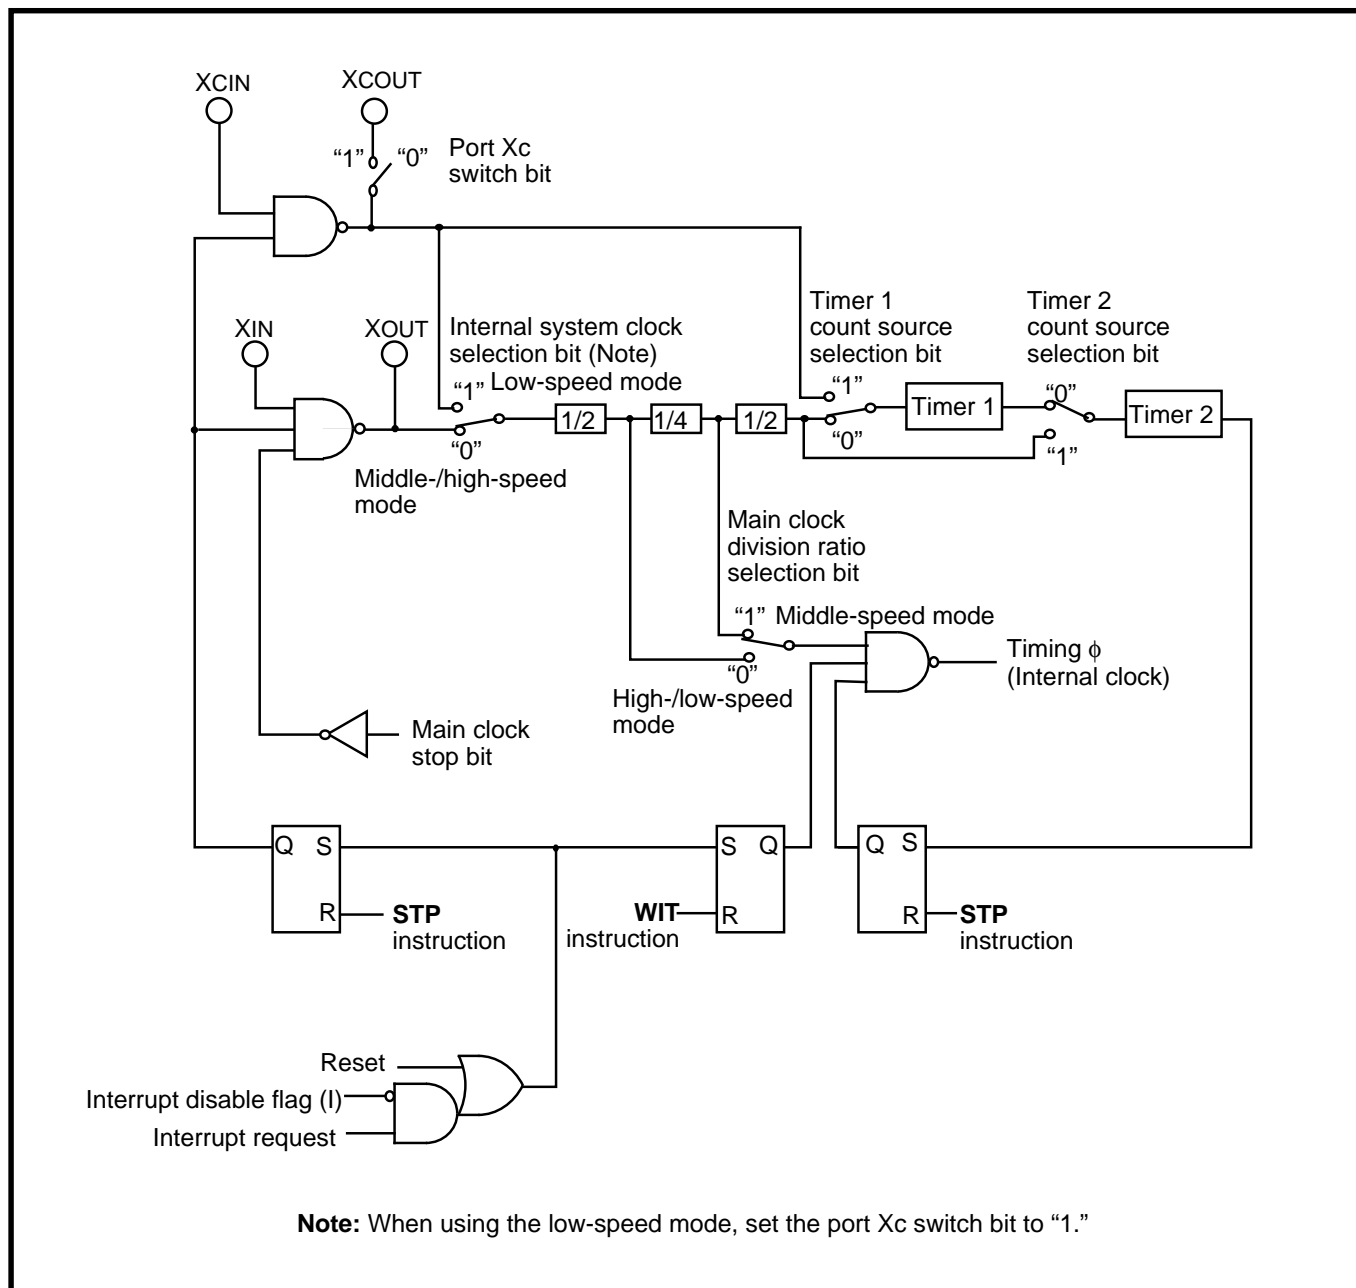 XCIN
XCOUT
“1”
“0”
Port Xc
switch bit
XIN
XOUT
Internal system clock
selection bit (Note)
“1” Low-speed mode
“0”
Middle-/high-speed
mode
1/2
1/4
1/2
Timer 1
count source
selection bit
“1”
“0”
Timer 1
Timer 2
count source
selection bit
“0”
“1”
Timer 2
Main clock
division ratio
selection bit
“1” Middle-speed mode
“0”
High-/low-speed
mode
Timing ϕ
(Internal clock)
Main clock
stop bit
Q S
R
STP
instruction
S Q
R
WIT
instruction
Q S
R
STP
instruction
Reset
Interrupt disable flag (I)
Interrupt request
Note: When using the low-speed mode, set the port Xc switch bit to “1.”